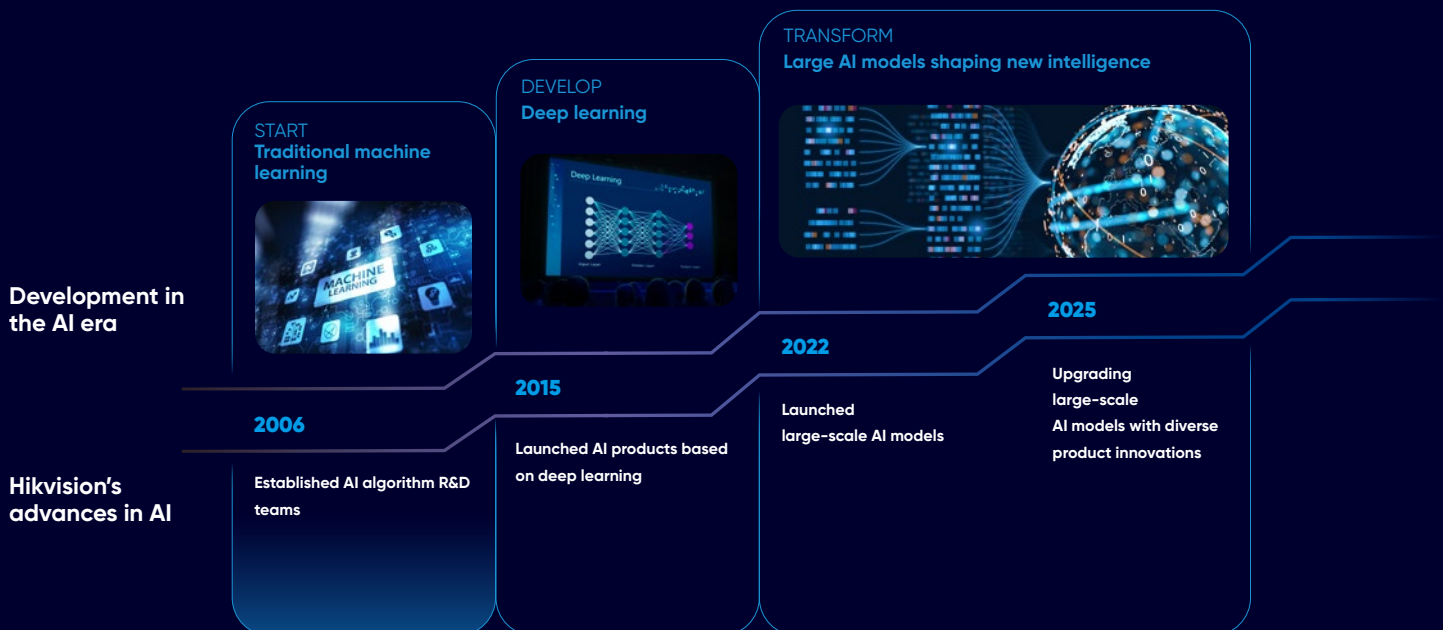 TRANSFORM
Large AI models shaping new intelligence
DEVELOP
Deep learning
START
Traditional machine
learning
Deep Learning
MACHINE
LEARNING
Development in
the AI era
2006
2015
2022
2025
Hikvision's
advances in AI
Established AI algorithm R&D
teams
Launched AI products based
on deep learning
Launched
large-scale AI models
Upgrading
large-scale
AI models with diverse
product innovations